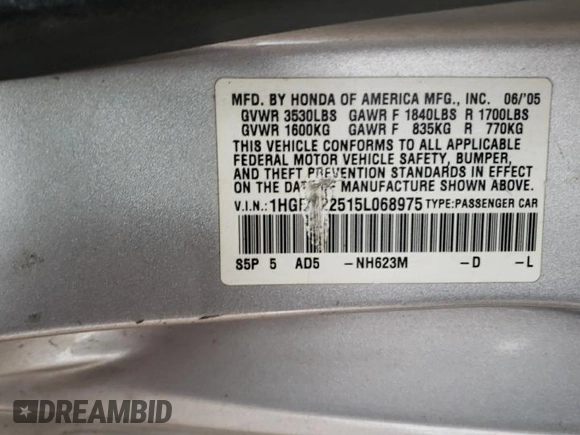 MFD. BY HONDA OF AMERICA MFG., INC. 06/'05
GVWR 3530LBS GAWR F 1840LBS R 1700LBS
GVWR 1600KG GAWR F 835KG R 770KG
THIS VEHICLE CONFORMS TO ALL APPLICABLE
FEDERAL MOTOR VEHICLE SAFETY, BUMPER,
AND THEFT PREVENTION STANDARDS IN EFFECT
ON THE DATE OF MANUFACTURE SHOWN ABOVE.
V.I.N.: TYPE:PASSENGER CAR
S5P 5 AD5 -NH623M -D -L
DREAMBID